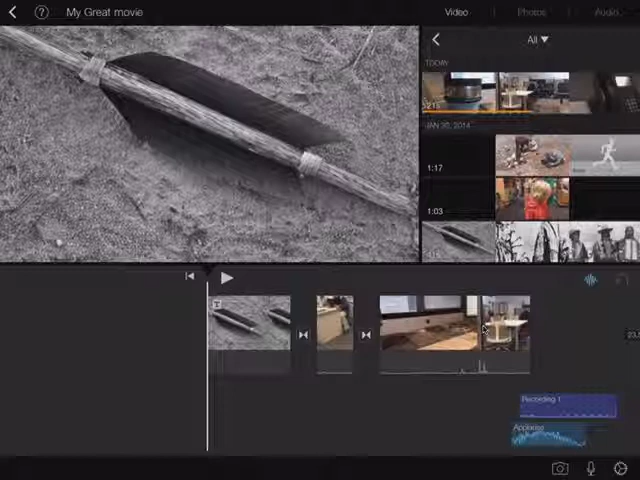 ? My Great movie
Video
Photos
Audio
All ▼
TODAY
JAN 30, 2014
1:17
1:03
T
Recording 1
Applause